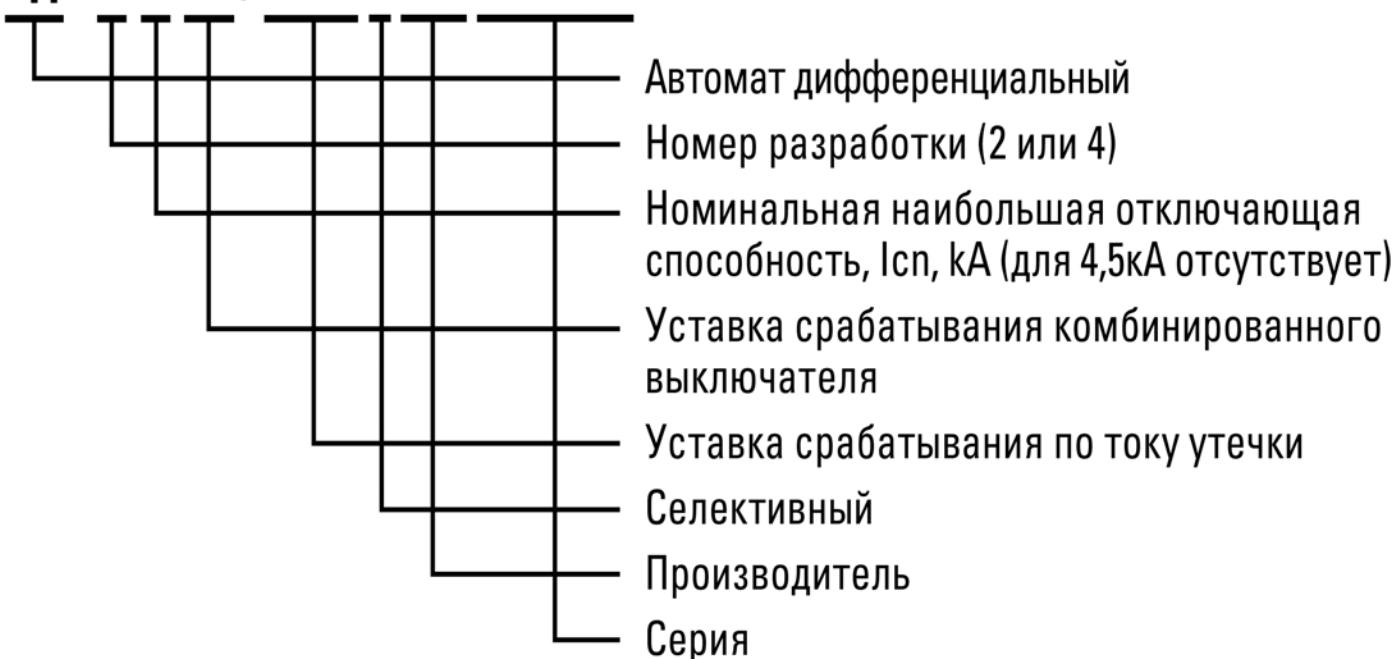 Автомат дифференциальный
Номер разработки (2 или 4)
Номинальная наибольшая отключающая
способность, Icn, kA (для 4,5кА отсутствует)
Уставка срабатывания комбинированного
выключателя
Уставка срабатывания по току утечки
Селективный
Производитель
Серия